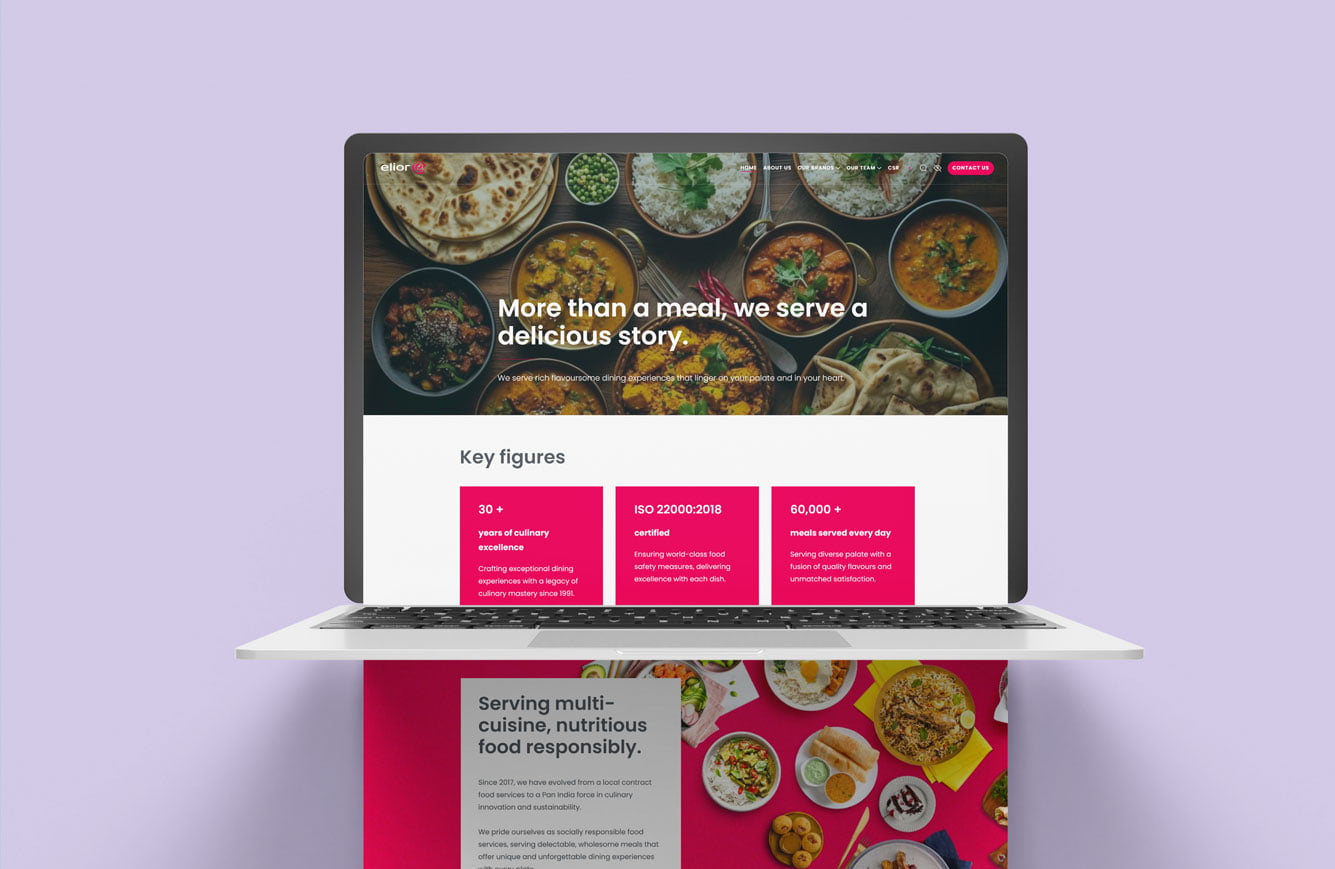 elior
HOME ABOUT US OUR BRANDS OUR TEAM CSR CONTACT US
More than a meal, we serve a
delicious story.
We serve rich flavoursome dining experiences that linger on your palate and in your heart.
Key figures
30 +
years of culinary
excellence
Crafting exceptional dining
experiences with a legacy of
culinary mastery since 1991.
ISO 22000:2018
certified
Ensuring world-class food
safety measures, delivering
excellence with each dish.
60,000 +
meals served every day
Serving diverse palate with a
fusion of quality flavours and
unmatched satisfaction.
Serving multi-
cuisine, nutritious
food responsibly.
Since 2017, we have evolved from a local contract
food services to a Pan India force in culinary
innovation and sustainability.
We pride ourselves as socially responsible food
services, serving delectable, wholesome meals that
offer unique and unforgettable dining experiences
with every plate.